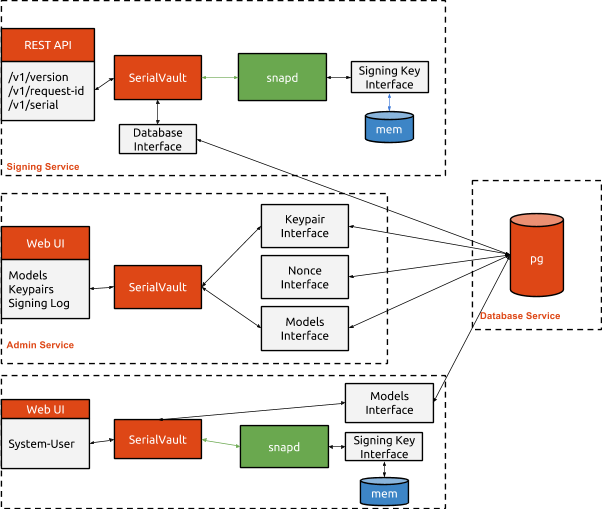 REST API
/v1/version
/v1/request-id
/v1/serial
SerialVault
snapd
Signing Key
Interface
mem
Database
Interface
Signing Service
Web UI
Models
Keypairs
Signing Log
SerialVault
Keypair
Interface
Nonce
Interface
Models
Interface
Admin Service
pg
Database Service
Web UI
System-User
SerialVault
snapd
Models
Interface
Signing Key
Interface
mem